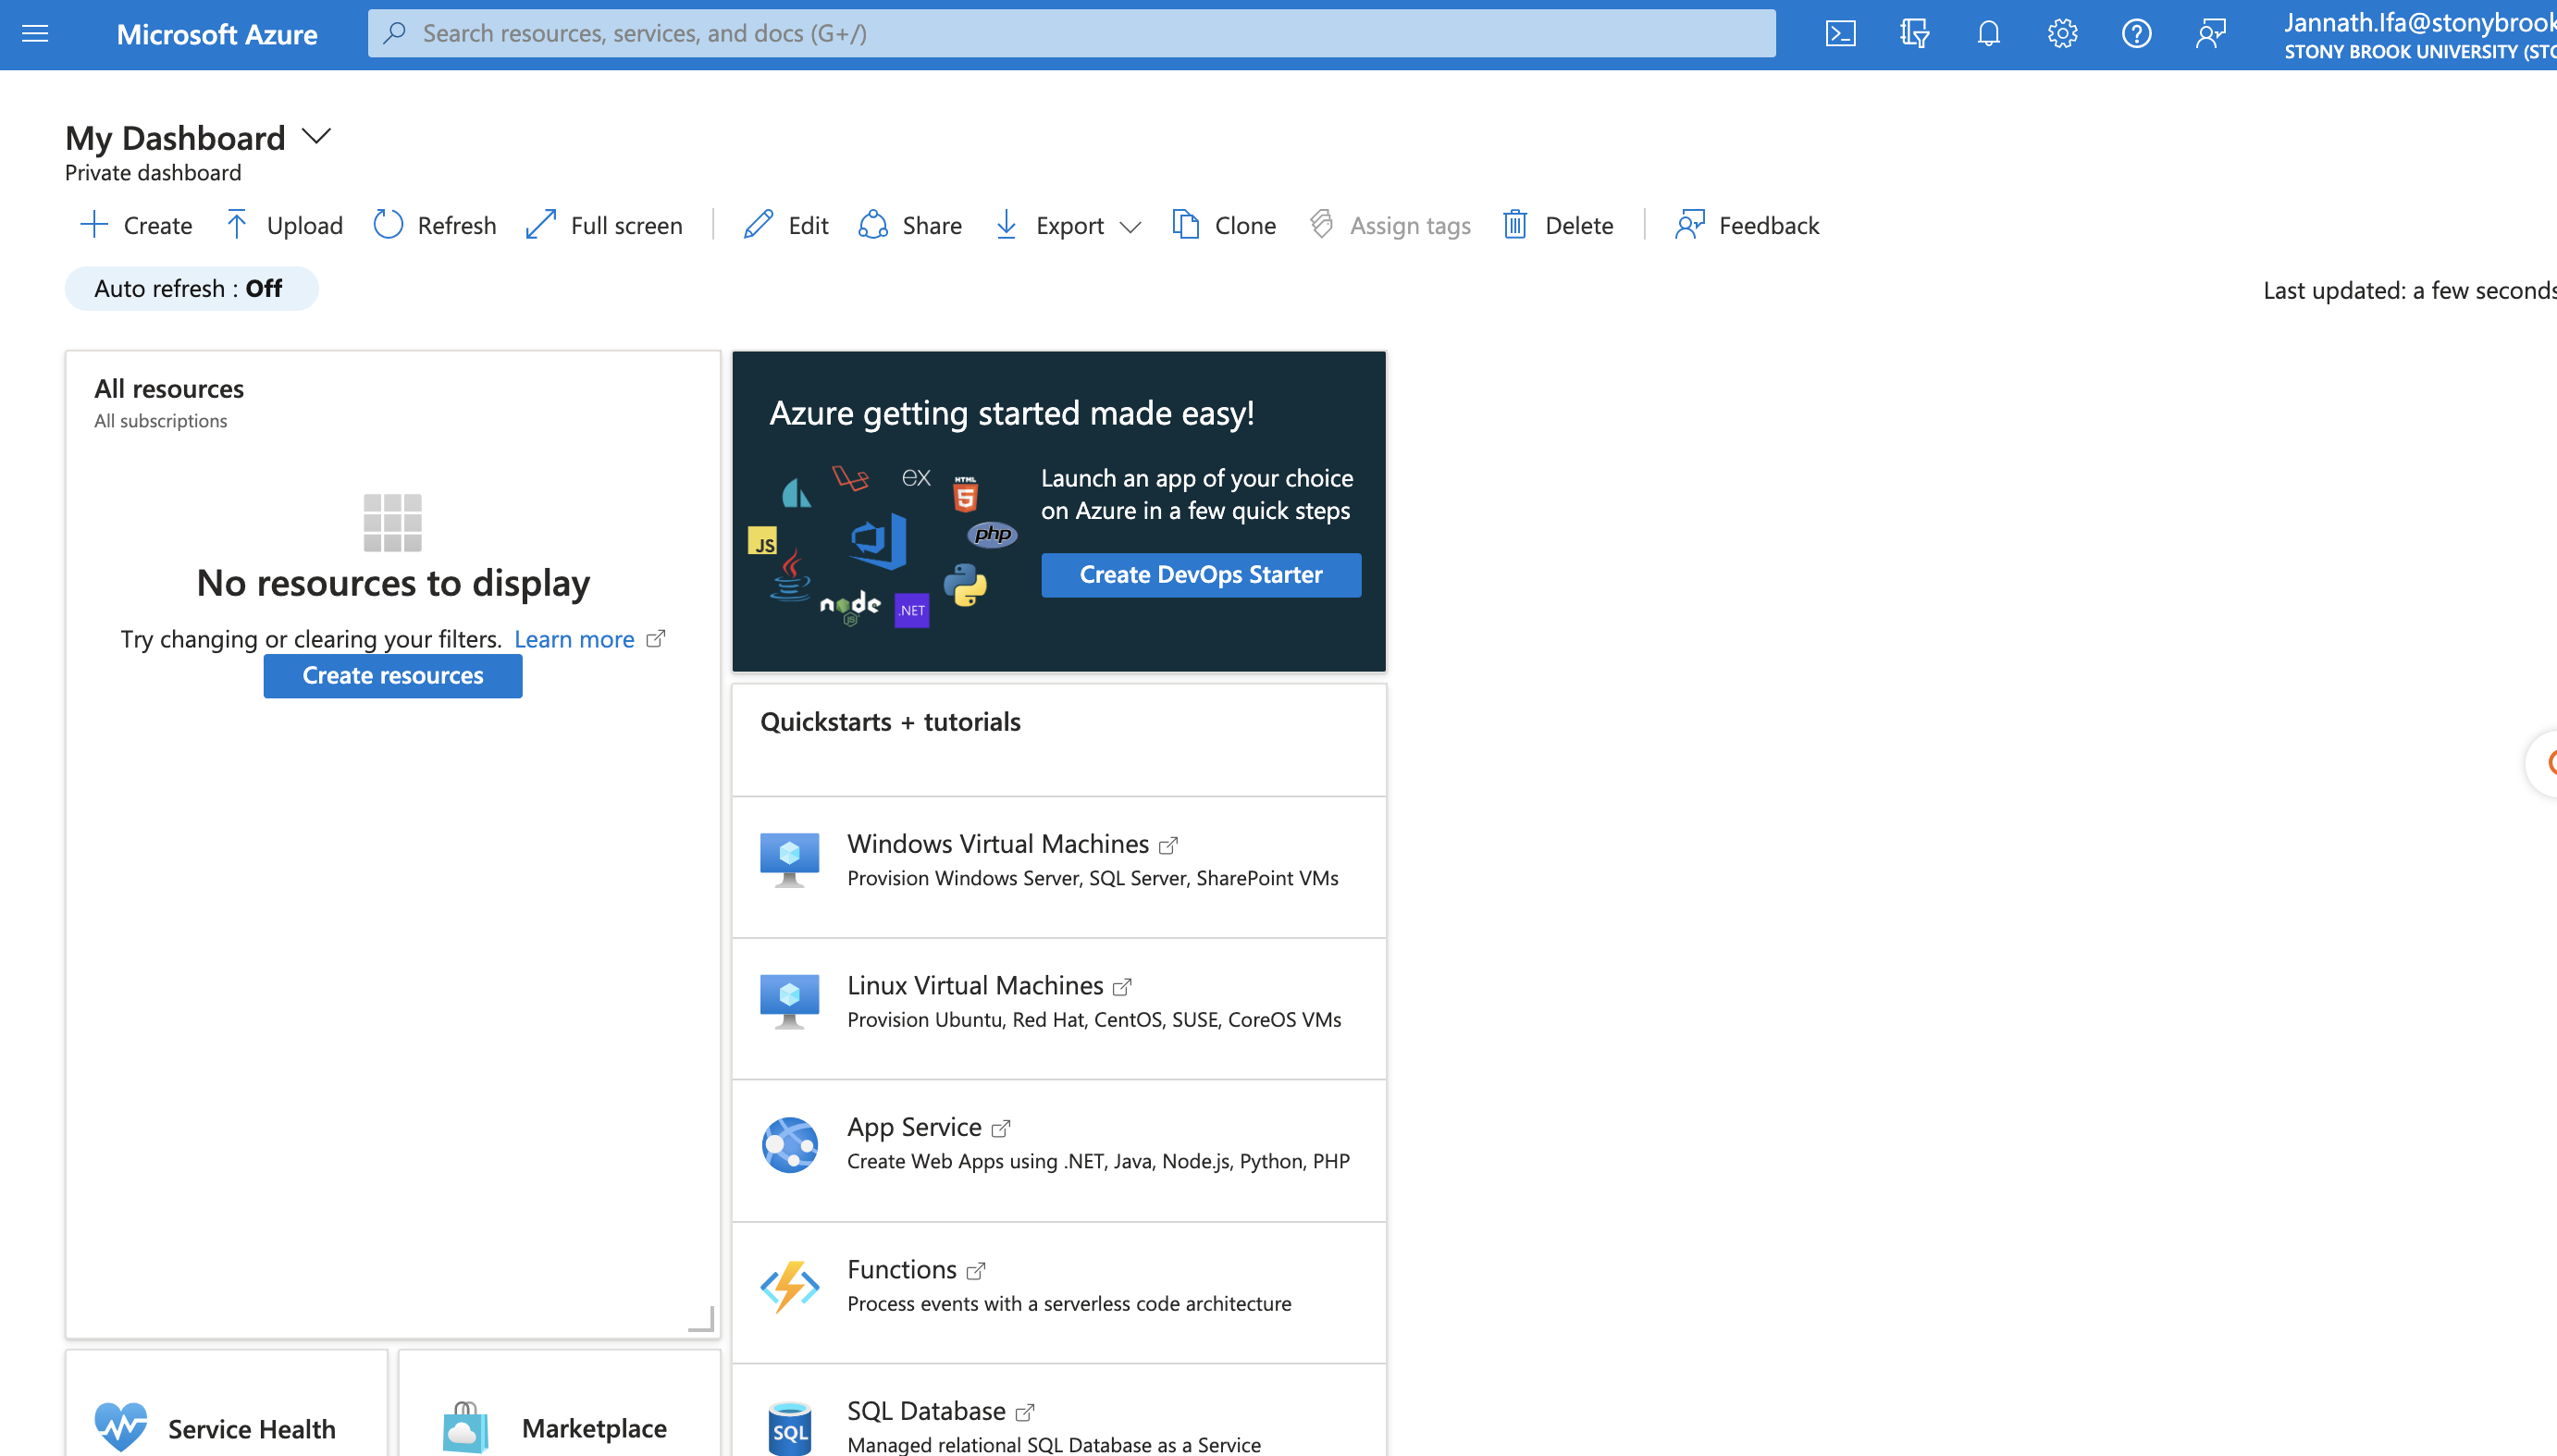 Microsoft Azure
Search resources, services, and docs (G+/)
Jannath.Ifa@stonybrook
STONY BROOK UNIVERSITY (STO
My Dashboard
Private dashboard
Create
Upload
Refresh
Full screen
Edit
Share
Export
Clone
Assign tags
Delete
Feedback
Auto refresh : Off
Last updated: a few seconds
All resources
All subscriptions
No resources to display
Try changing or clearing your filters. Learn more
Create resources
Azure getting started made easy!
Launch an app of your choice
on Azure in a few quick steps
Create DevOps Starter
ex
HTML
5
JS
php
node
JS
.NET
Quickstarts + tutorials
Windows Virtual Machines
Provision Windows Server, SQL Server, SharePoint VMs
Linux Virtual Machines
Provision Ubuntu, Red Hat, CentOS, SUSE, CoreOS VMs
App Service
Create Web Apps using .NET, Java, Node.js, Python, PHP
Functions
Process events with a serverless code architecture
SQL
SQL Database
Managed relational SQL Database as a Service
Service Health
Marketplace